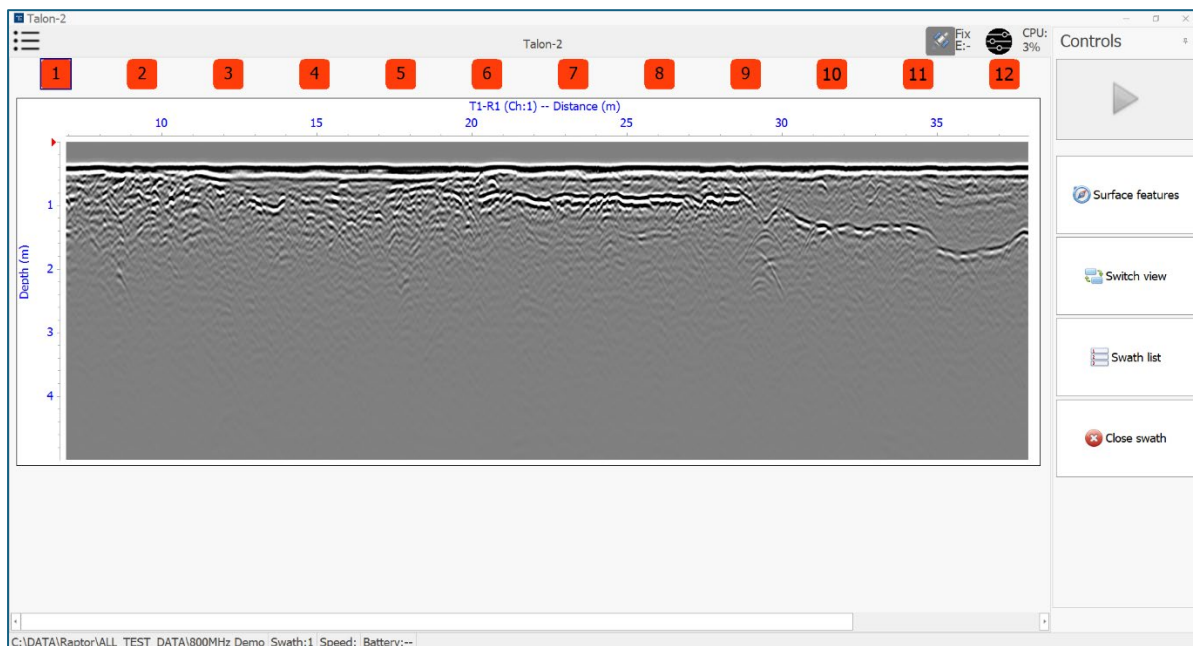 Talon-2
Talon-2
Fix
E:-
CPU:
3%
Controls
1 2 3 4 5 6 7 8 9 10 11 12
T1-R1 (Ch:1) -- Distance (m)
10 15 20 25 30 35
Depth (m)
1
2
3
4
Surface features
Switch view
Swath list
Close swath
C:\DATA\Raptor\ALL_TEST_DATA\800MHz Demo Swath:1 Speed: Battery:--